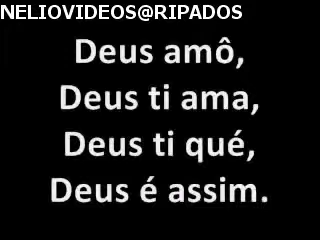 NELIOVIDEOS@RIPADOS
Deus amô,
Deus ti ama,
Deus ti qué,
Deus é assim.